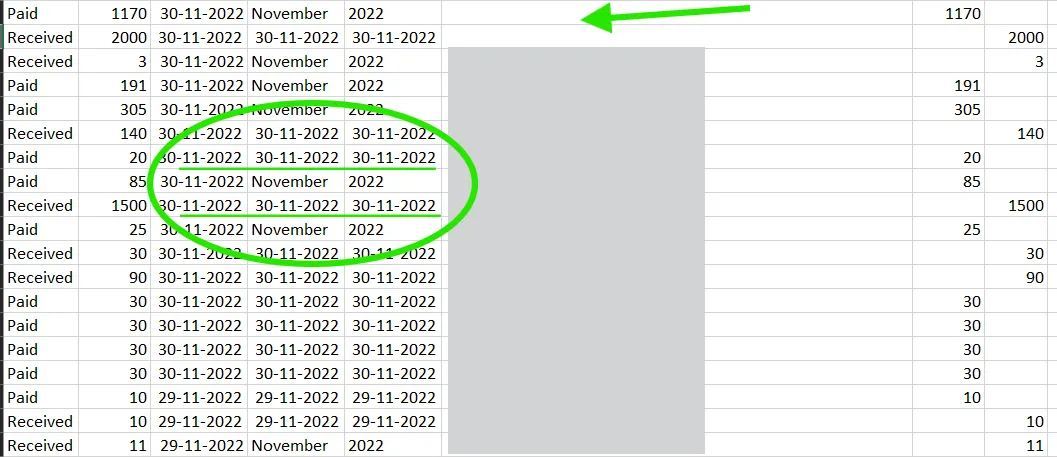 Paid 1170 30-11-2022 November 2022 1170
Received 2000 30-11-2022 30-11-2022 30-11-2022 2000
Received 3 30-11-2022 November 2022 3
Paid 191 30-11-2022 November 2022 191
Paid 305 30-11-2022 November 2022 305
Received 140 30-11-2022 30-11-2022 30-11-2022 140
Paid 20 30-11-2022 30-11-2022 30-11-2022 20
Paid 85 30-11-2022 November 2022 85
Received 1500 30-11-2022 30-11-2022 30-11-2022 1500
Paid 25 30-11-2022 November 2022 25
Received 30 30-11-2022 30-11-2022 30-11-2022 30
Received 90 30-11-2022 30-11-2022 30-11-2022 90
Paid 30 30-11-2022 30-11-2022 30-11-2022 30
Paid 30 30-11-2022 30-11-2022 30-11-2022 30
Paid 30 30-11-2022 30-11-2022 30-11-2022 30
Paid 30 30-11-2022 30-11-2022 30-11-2022 30
Paid 10 29-11-2022 29-11-2022 29-11-2022 10
Received 10 29-11-2022 29-11-2022 29-11-2022 10
Received 11 29-11-2022 November 2022 11